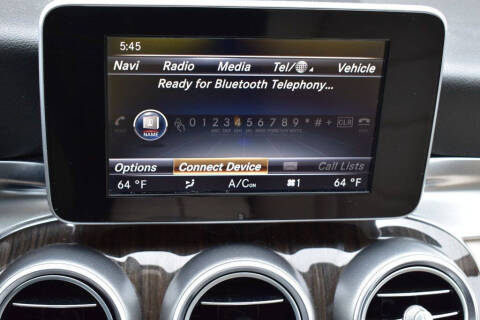 5:45
Navi Radio Media Tel/ Vehicle
Ready for Bluetooth Telephony...
0 1 2 3 4 5 6 7 8 9 * # + CLR
NAME
Options Connect Device Call Lists
64 °F A/C ON 1 64 °F